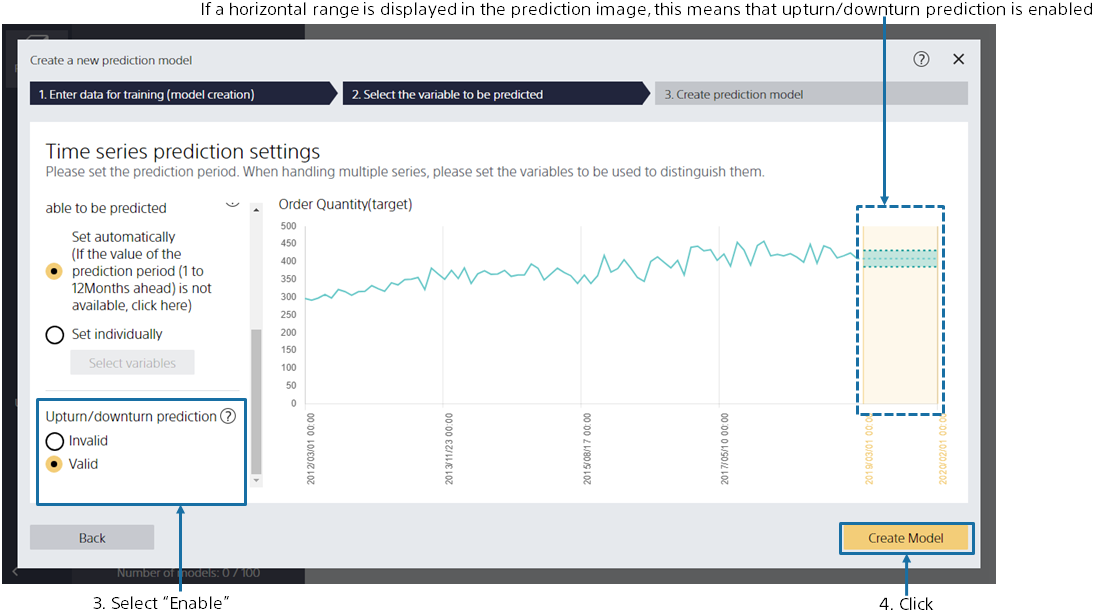 If a horizontal range is displayed in the prediction image, this means that upturn/downturn prediction is enabled
Create a new prediction model
1. Enter data for training (model creation)
2. Select the variable to be predicted
3. Create prediction model
Time series prediction settings
Please set the prediction period. When handling multiple series, please set the variables to be used to distinguish them.
able to be predicted
Set automatically
(If the value of the
prediction period (1 to
12Months ahead) is not
available, click here)
Set individually
Select variables
Upturn/downturn prediction ?
Invalid
Valid
Order Quantity(target)
500
450
400
350
300
250
200
150
100
50
0
2012/03/01 00:00
2013/11/23 00:00
2015/08/17 00:00
2017/05/10 00:00
2019/03/01 00:00
2020/02/01 00:00
Back
Create Model
Number of models: 0 / 100
3. Select “Enable”
4. Click